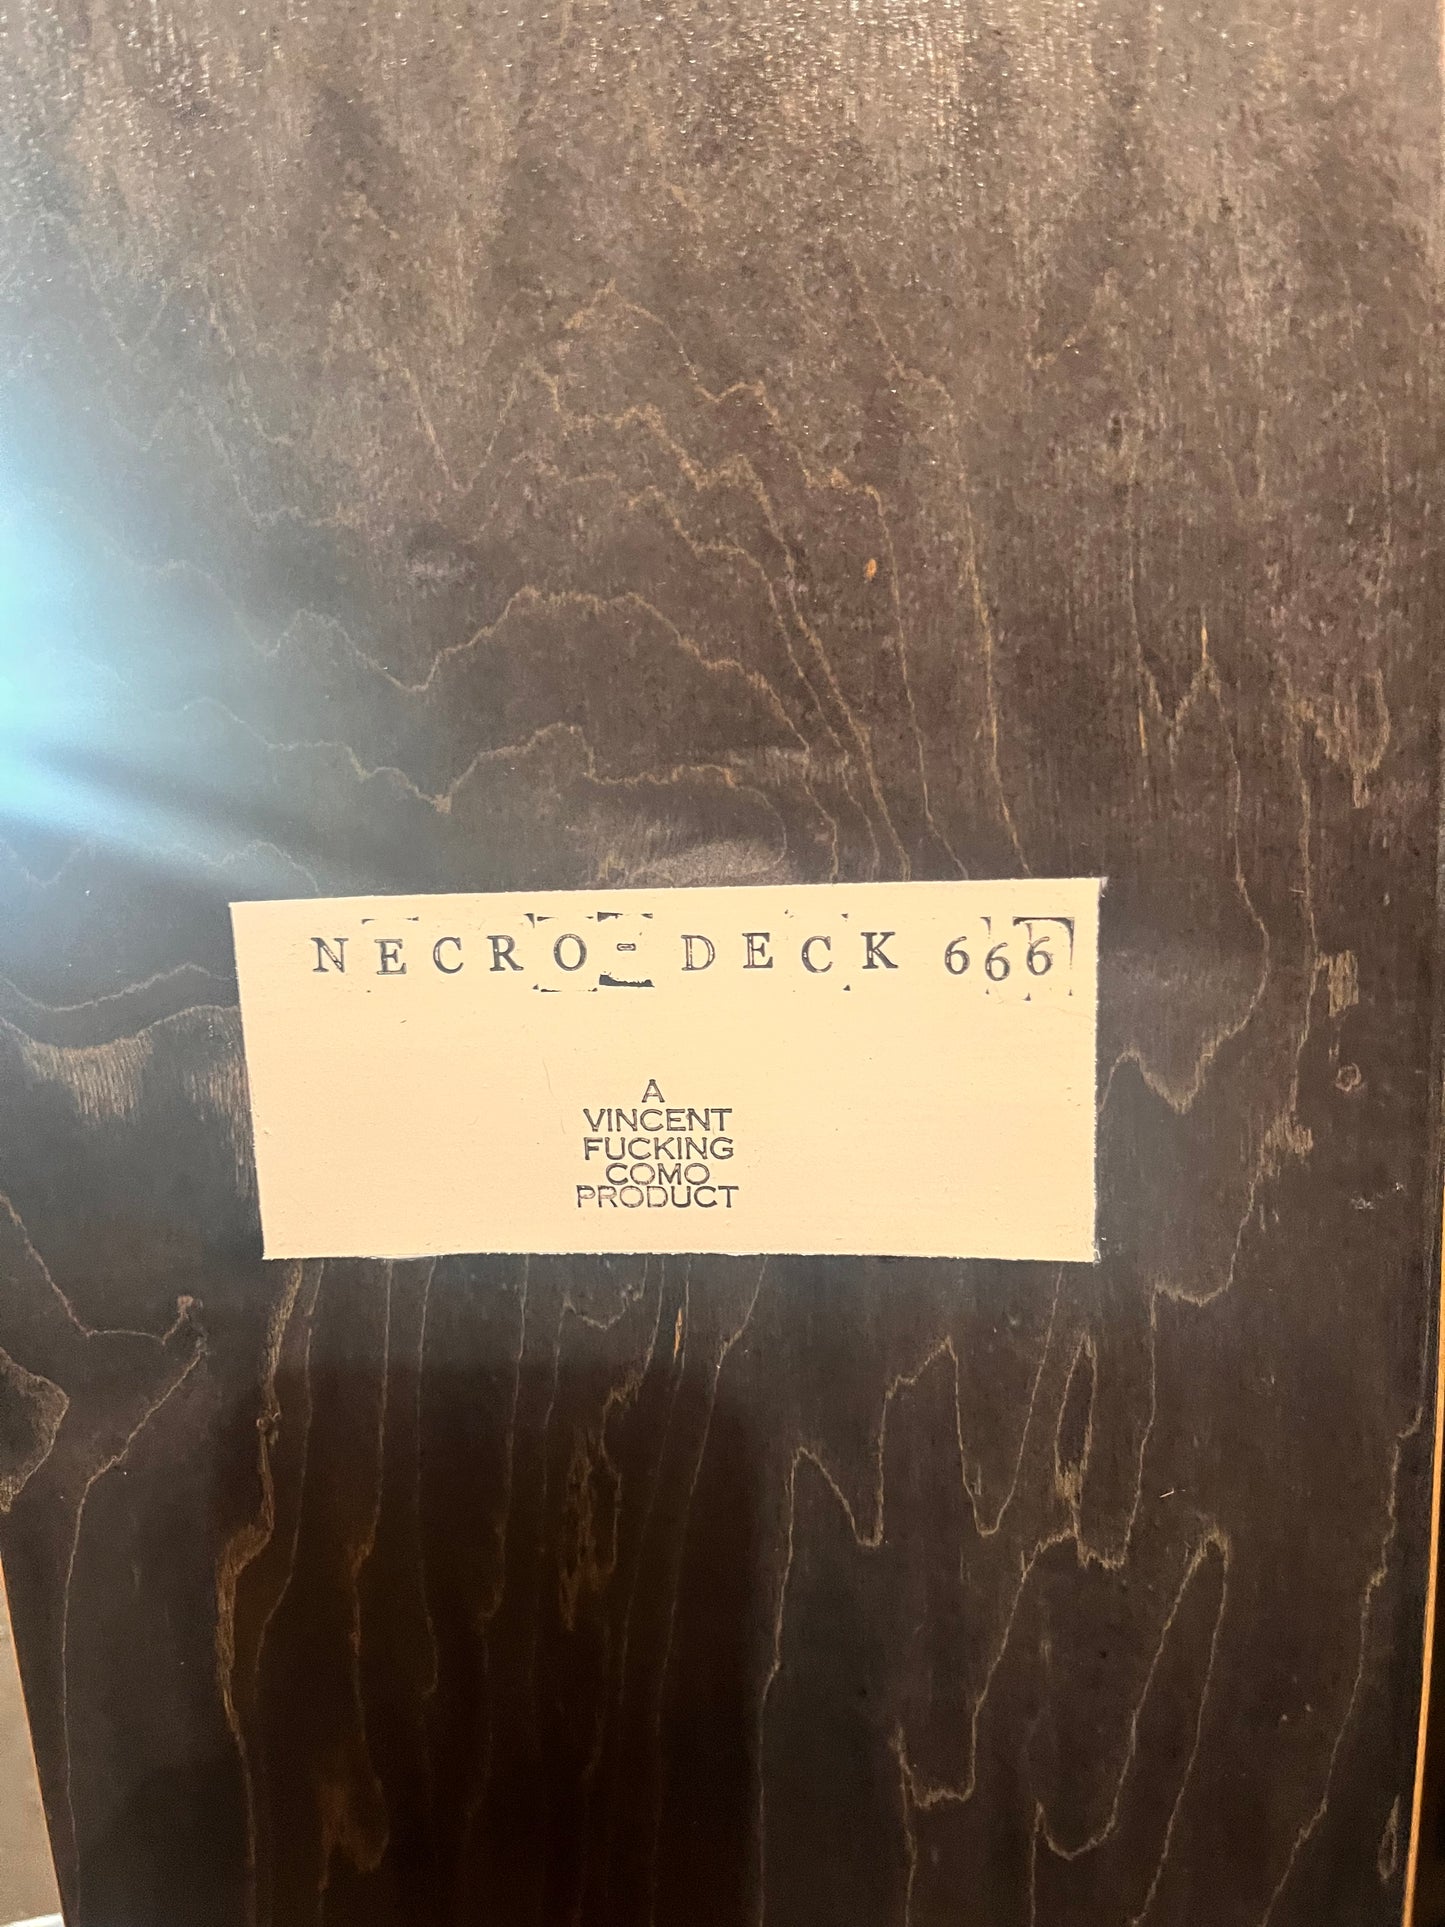 NECRO-DECK 666
A
VINCENT
FUCKING
COMO
PRODUCT